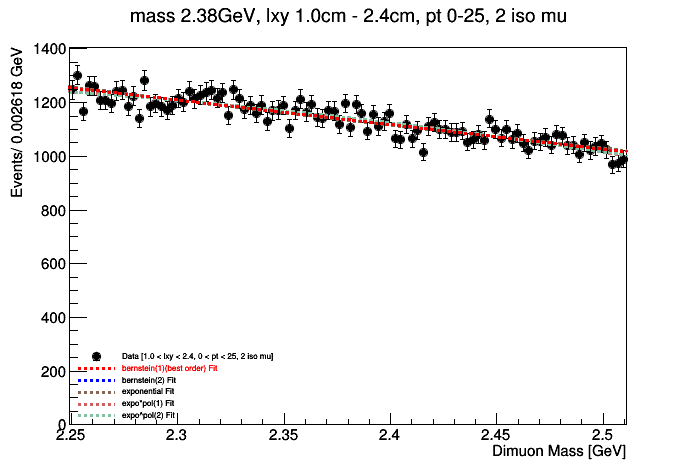 mass 2.38GeV, lxy 1.0cm - 2.4cm, pt 0-25, 2 iso mu
Events/ 0.002618 GeV
1400
1200
1000
800
600
400
200
0
Data [1.0 < lxy < 2.4, 0 < pt < 25, 2 iso mu]
bernstein(1)(best order) Fit
bernstein(2) Fit
exponential Fit
expo*pol(1) Fit
expo*pol(2) Fit
2.25 2.3 2.35 2.4 2.45 2.5
Dimuon Mass [GeV]